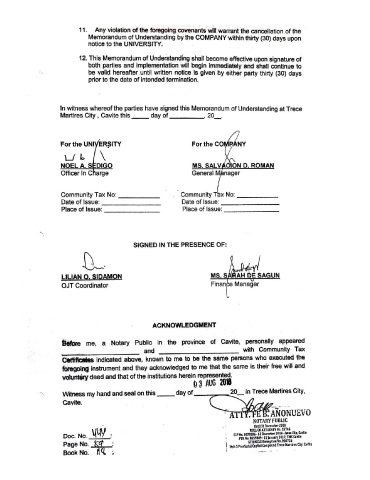 11. Any violation of the foregoing covenants will warrant the cancellation of the
Memorandum of Understanding by the COMPANY within thirty (30) days upon
notice to the UNIVERSITY.
12. This Memorandum of Understanding shall become effective upon signature of
both parties and implementation will begin immediately and shall continue to
be valid hereafter until written notice is given by either party thirty (30) days
prior to the date of intended termination.
In witness whereof the parties have signed this Memorandum of Understanding at Trece
Martires City , Cavite this _____ day of __________, 20__
For the UNIVERSITY For the COMPANY
NOEL A. SEDIGO MS. SALVACION D. ROMAN
Officer In Charge General Manager
Community Tax No: __________ Community Tax No: __________
Date of Issue: __________ Date of Issue: __________
Place of Issue: __________ Place of Issue: __________
SIGNED IN THE PRESENCE OF:
LILIAN O. SIDAMON MS. SARAH DE SAGUN
OJT Coordinator Finance Manager
ACKNOWLEDGMENT
Before me, a Notary Public in the province of Cavite, personally appeared
__________ and __________ with Community Tax
Certificates indicated above, known to me to be the same persons who executed the
foregoing instrument and they acknowledged to me that the same is their free will and
voluntary deed and that of the institutions herein represented.
03 AUG 2018
Witness my hand and seal on this _____ day of __________ 20__ in Trece Martires City,
Cavite.
ATTY. FE B. ANONUEVO
NOTARY PUBLIC
Doc. No.
Page No.
Book No.